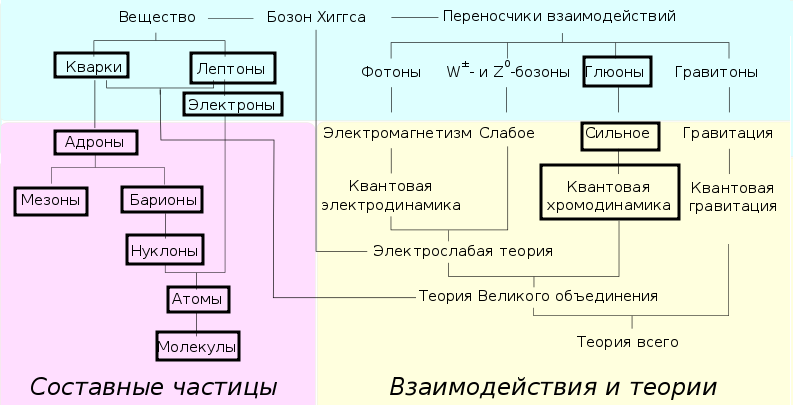 Вещество
Бозон Хиггса
Переносчики взаимодействий
Кварки
Лептоны
Фотоны
W±- и Z0-бозоны
Глюоны
Гравитоны
Электроны
Адроны
Электромагнетизм
Слабое
Сильное
Гравитация
Мезоны
Барионы
Квантовая
электродинамика
Квантовая
хромодинамика
Квантовая
гравитация
Нуклоны
Электрослабая теория
Атомы
Теория Великого объединения
Молекулы
Теория всего
Составные частицы
Взаимодействия и теории